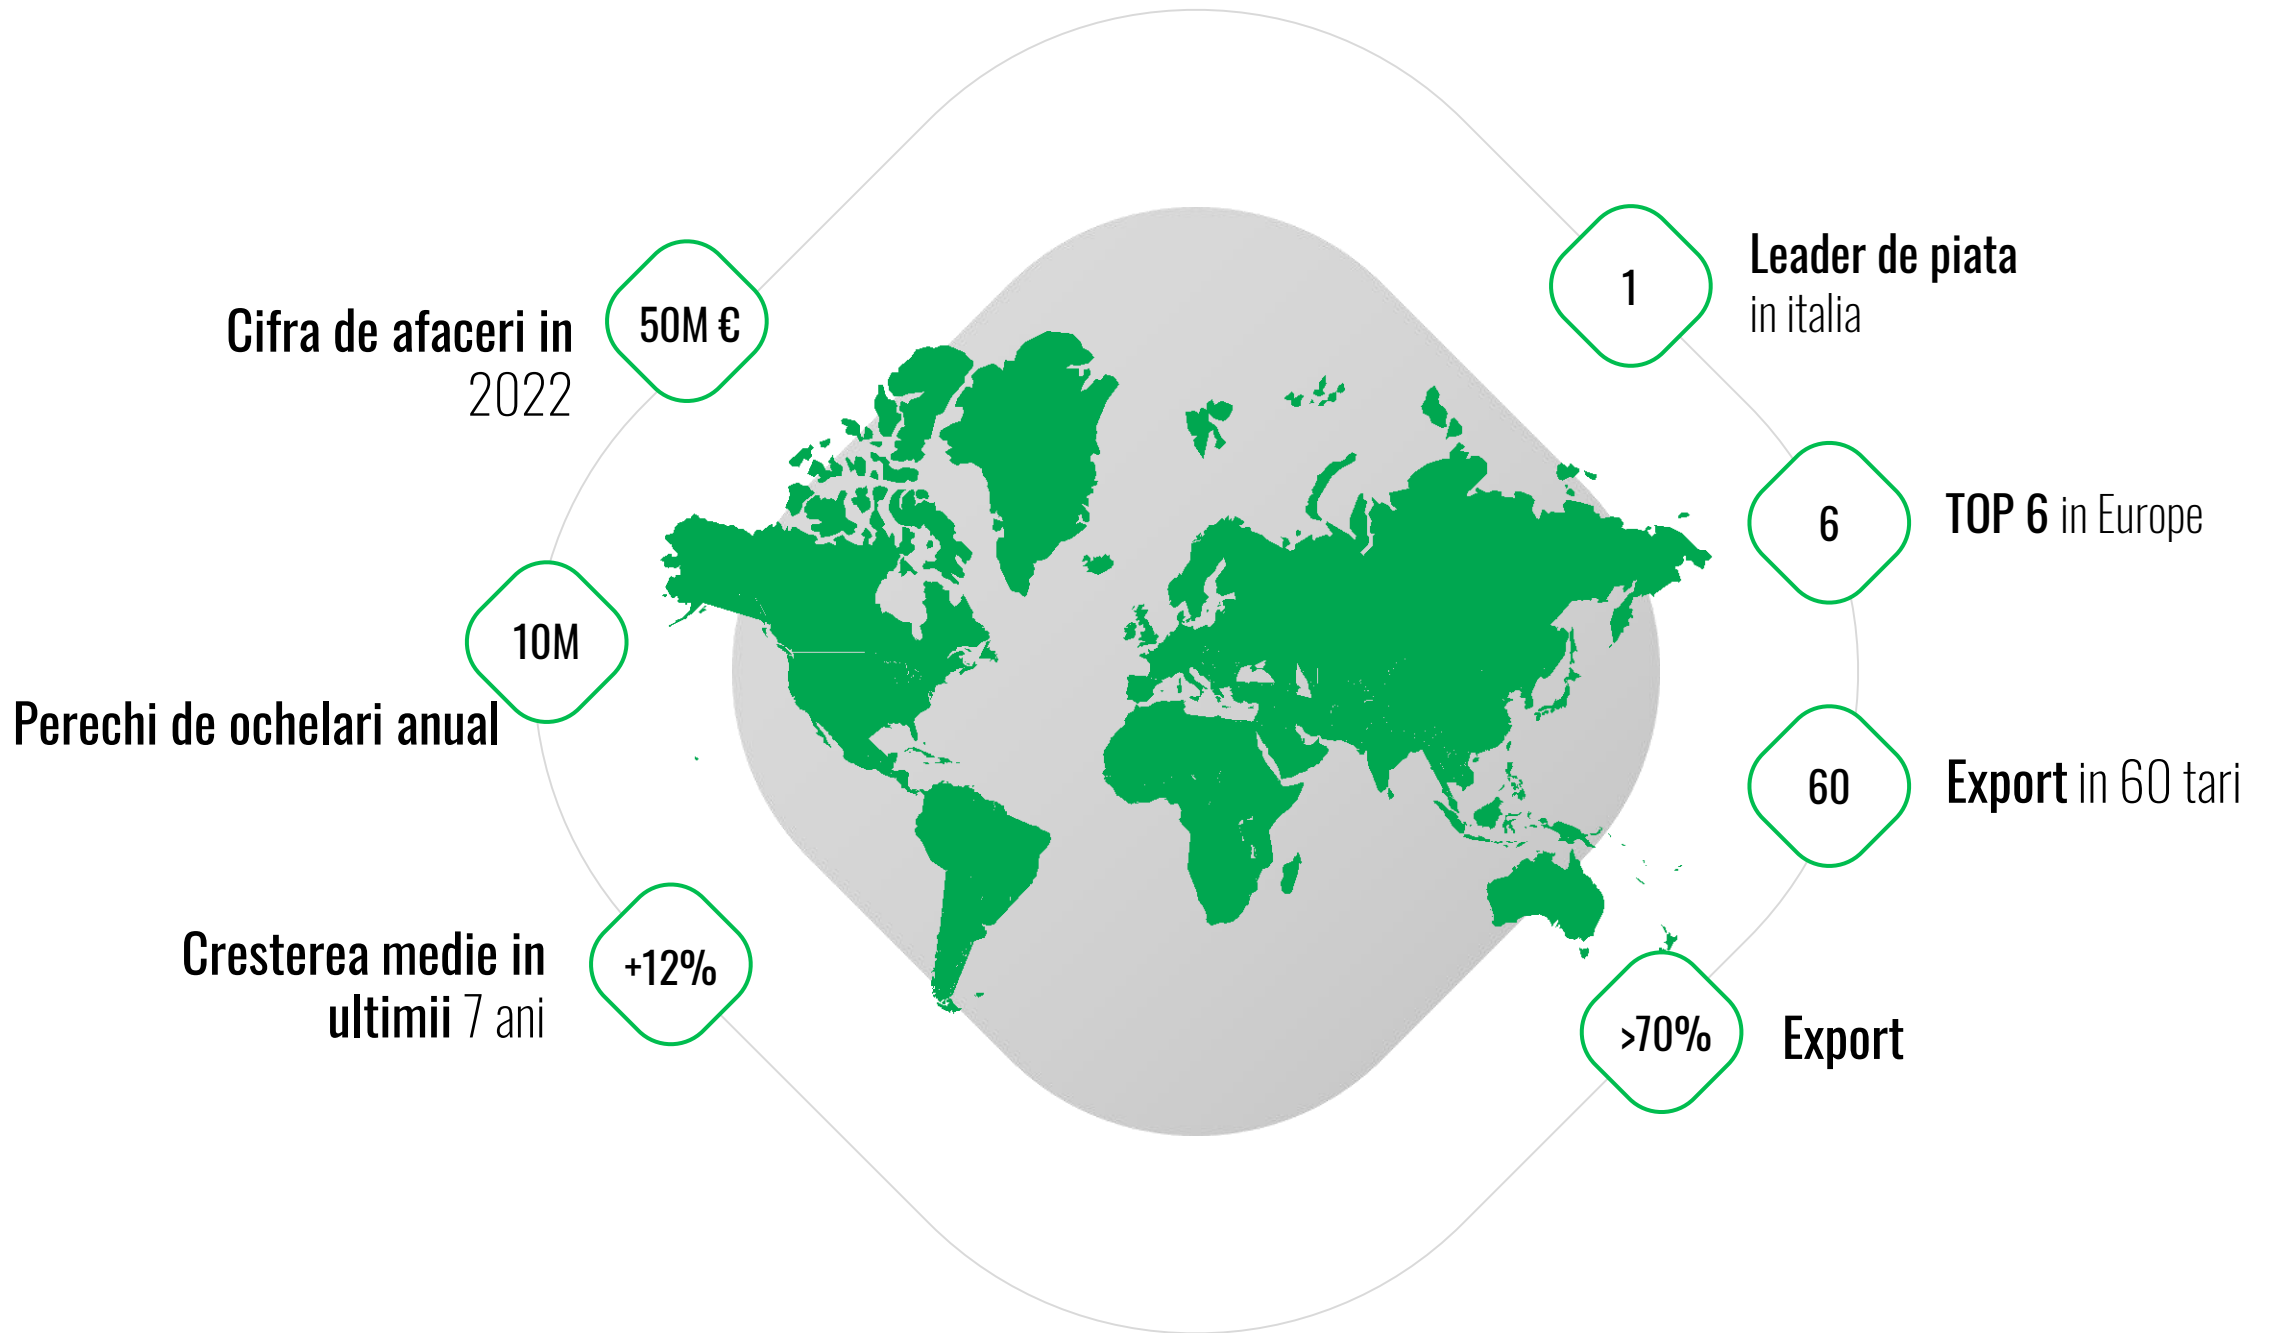 50M €
Cifra de afaceri in
2022
10M
Perechi de ochelari anual
+12%
Cresterea medie in
ultimii 7 ani
1
Leader de piata
in italia
6
TOP 6 in Europe
60
Export in 60 tari
>70%
Export